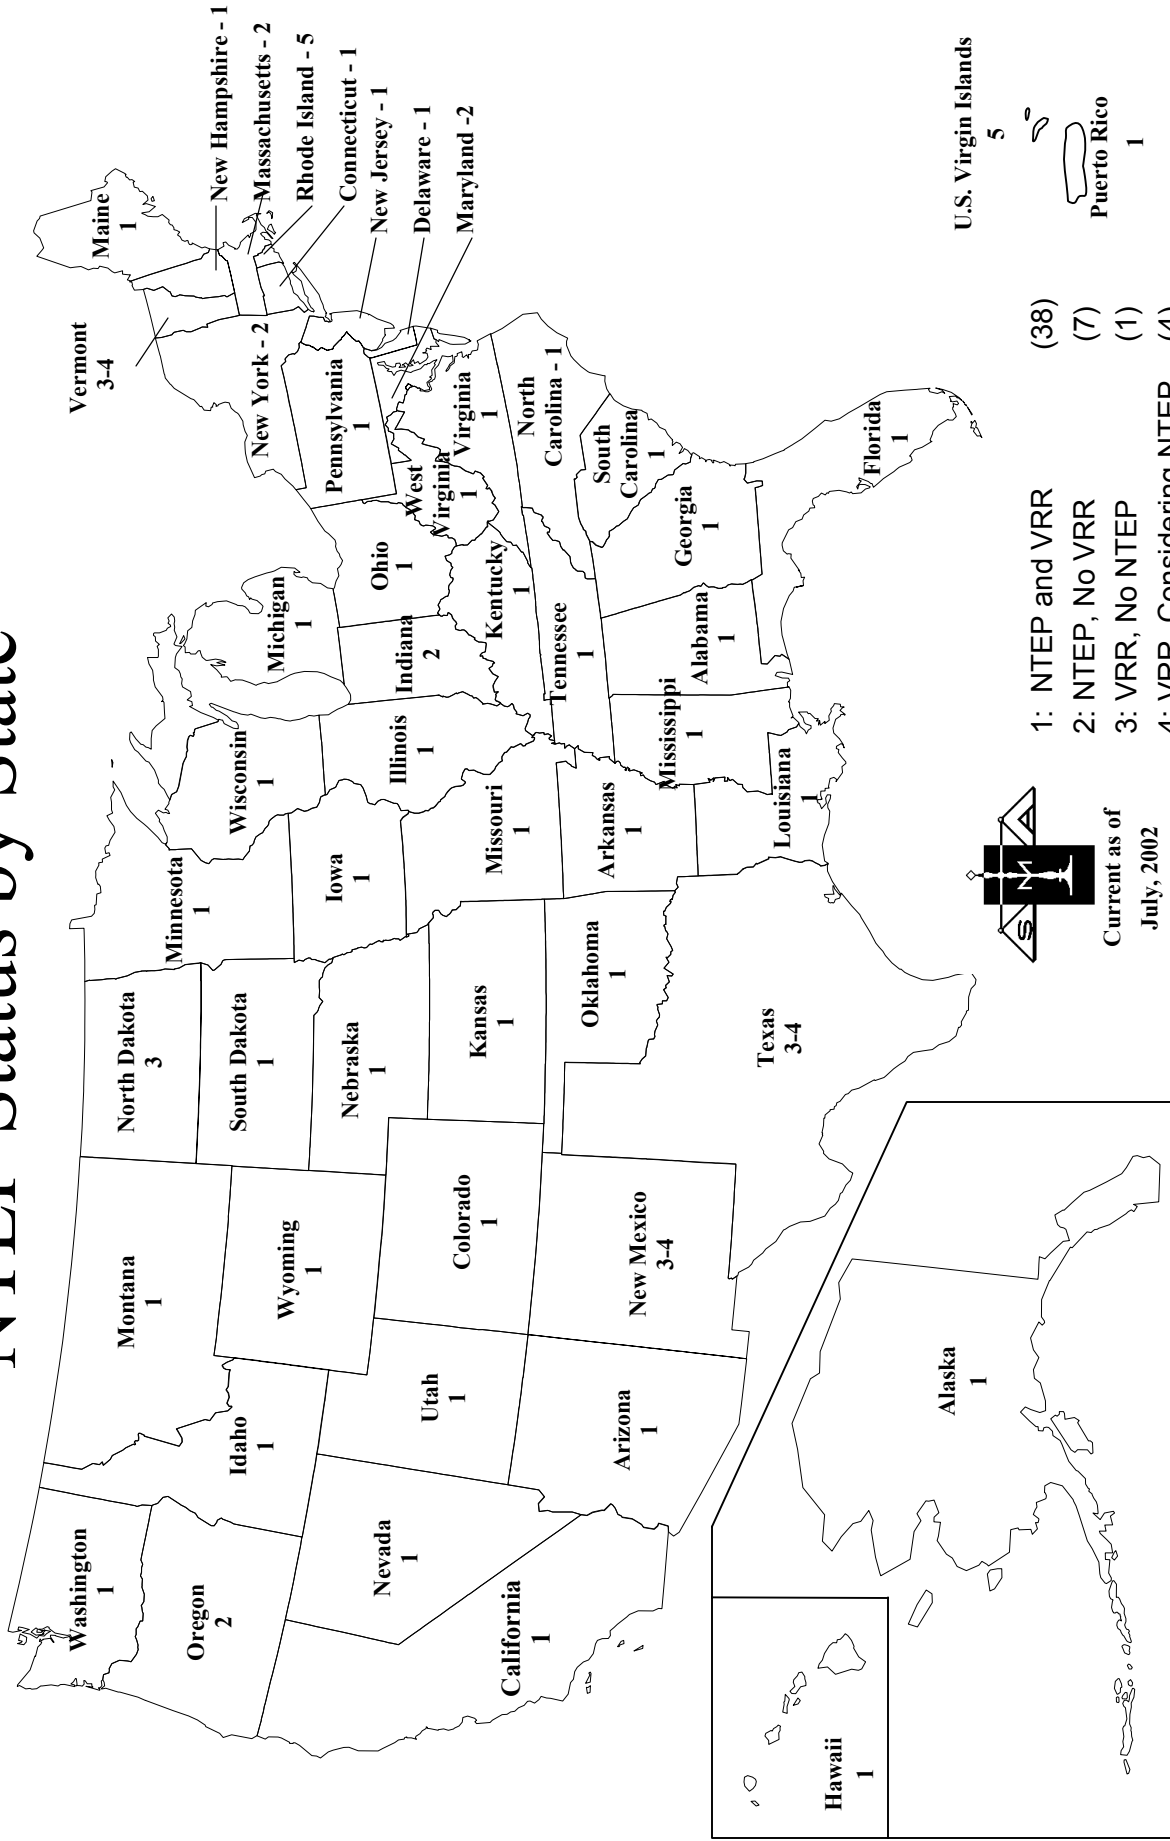 NTEP Status by State
Washington
1
Oregon
2
California
1
Nevada
1
Idaho
1
Montana
1
Wyoming
1
Utah
1
Arizona
1
Colorado
1
New Mexico
3-4
North Dakota
3
South Dakota
1
Nebraska
1
Kansas
1
Oklahoma
1
Texas
3-4
Minnesota
1
Iowa
1
Missouri
1
Arkansas
1
Louisiana
1
Wisconsin
1
Illinois
1
Michigan
1
Indiana
2
Ohio
1
Kentucky
1
Tennessee
1
Mississippi
1
Alabama
1
Georgia
1
Florida
1
South
Carolina
1
North
Carolina - 1
Virginia
1
West
Virginia
1
Pennsylvania
1
New York - 2
Vermont
3-4
Maine
1
New Hampshire - 1
Massachusetts - 2
Rhode Island - 5
Connecticut - 1
New Jersey - 1
Delaware - 1
Maryland -2
Hawaii
1
Alaska
1
U.S. Virgin Islands
5
Puerto Rico
1
S M A
Current as of
July, 2002
1: NTEP and VRR (38)
2: NTEP, No VRR (7)
3: VRR, No NTEP (1)
4: VRR, Considering NTEP (4)